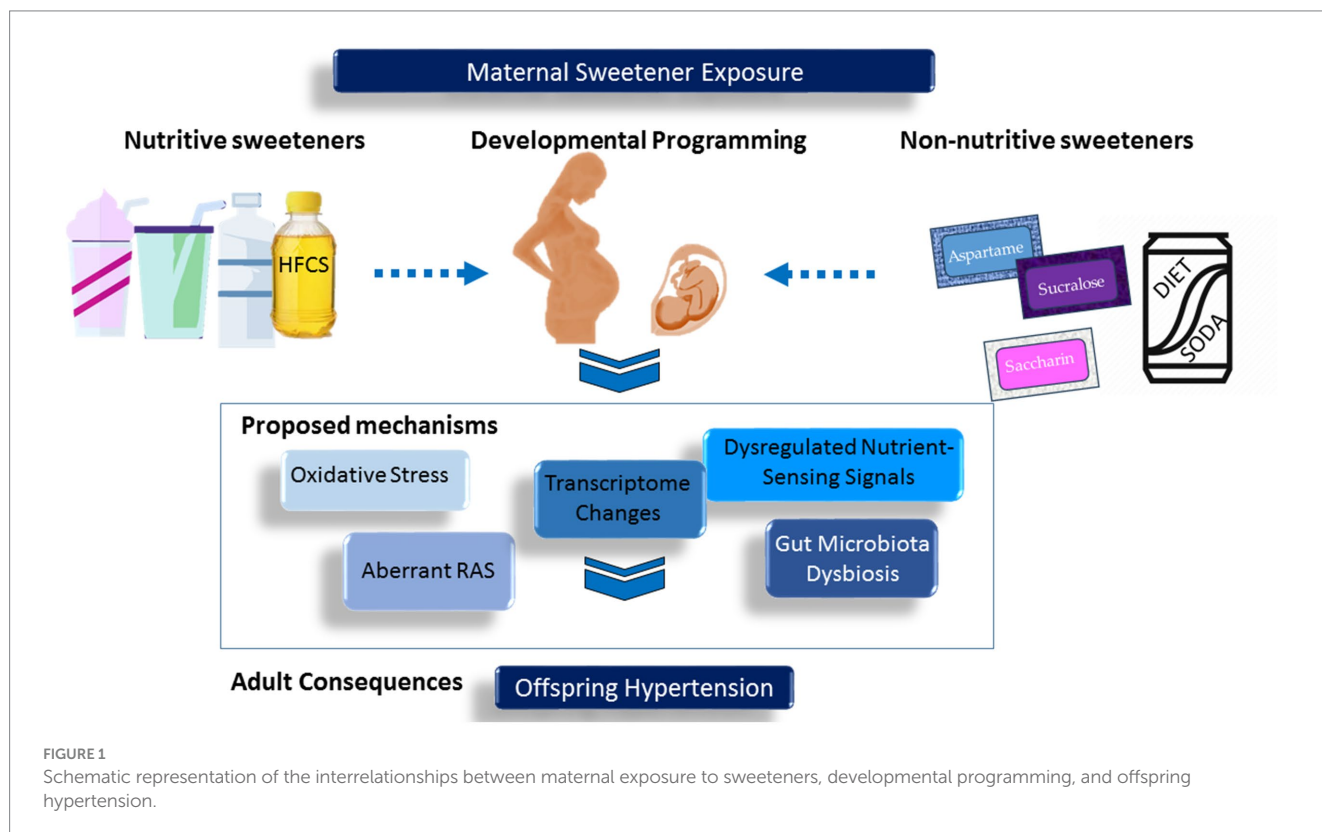 Maternal Sweetener Exposure
Nutritive sweeteners
Developmental Programming
Non-nutritive sweeteners
HFCS
Aspartame
Sucralose
Saccharin
DIET
SODA
Proposed mechanisms
Oxidative Stress
Transcriptome
Changes
Dysregulated Nutrient-
Sensing Signals
Aberrant RAS
Gut Microbiota
Dysbiosis
Adult Consequences
Offspring Hypertension
FIGURE 1
Schematic representation of the interrelationships between maternal exposure to sweeteners, developmental programming, and offspring
hypertension.